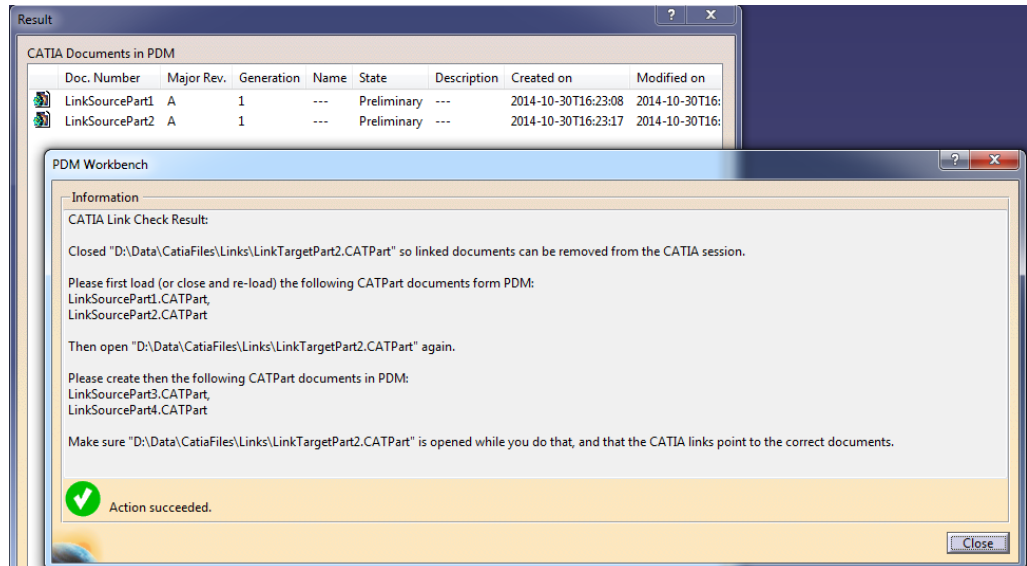 Result
CATIA Documents in PDM
Doc. Number Major Rev. Generation Name State Description Created on Modified on
LinkSourcePart1 A 1 --- Preliminary --- 2014-10-30T16:23:08 2014-10-30T16:
LinkSourcePart2 A 1 --- Preliminary --- 2014-10-30T16:23:17 2014-10-30T16:
PDM Workbench
Information
CATIA Link Check Result:
Closed "D:\Data\CatiaFiles\Links\LinkTargetPart2.CATPart" so linked documents can be removed from the CATIA session.
Please first load (or close and re-load) the following CATPart documents form PDM:
LinkSourcePart1.CATPart,
LinkSourcePart2.CATPart
Then open "D:\Data\CatiaFiles\Links\LinkTargetPart2.CATPart" again.
Please create then the following CATPart documents in PDM:
LinkSourcePart3.CATPart,
LinkSourcePart4.CATPart
Make sure "D:\Data\CatiaFiles\Links\LinkTargetPart2.CATPart" is opened while you do that, and that the CATIA links point to the correct documents.
Action succeeded.
Close